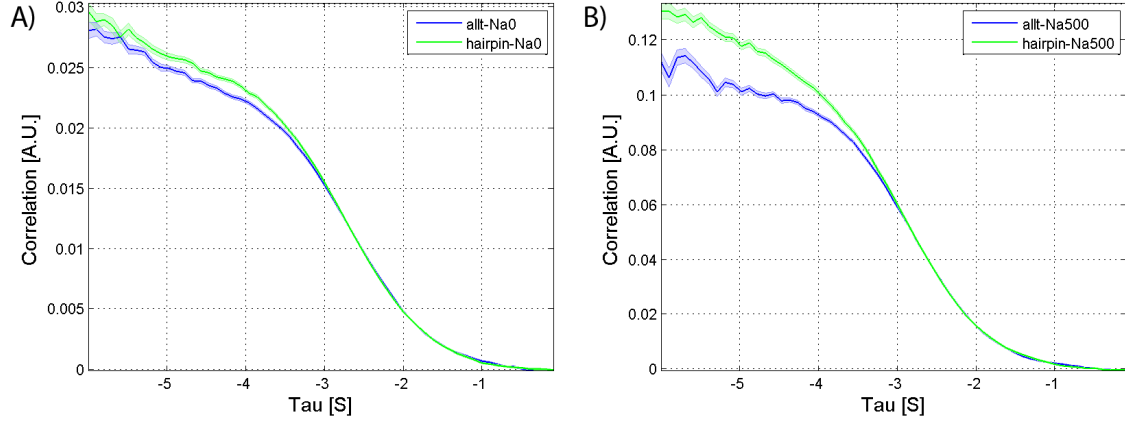 A)
allt-Na0
hairpin-Na0
Correlation [A.U.]
0.03
0.025
0.02
0.015
0.01
0.005
0
-5
-4
-3
-2
-1
Tau [S]
B)
allt-Na500
hairpin-Na500
Correlation [A.U.]
0.12
0.1
0.08
0.06
0.04
0.02
0
-5
-4
-3
-2
-1
Tau [S]